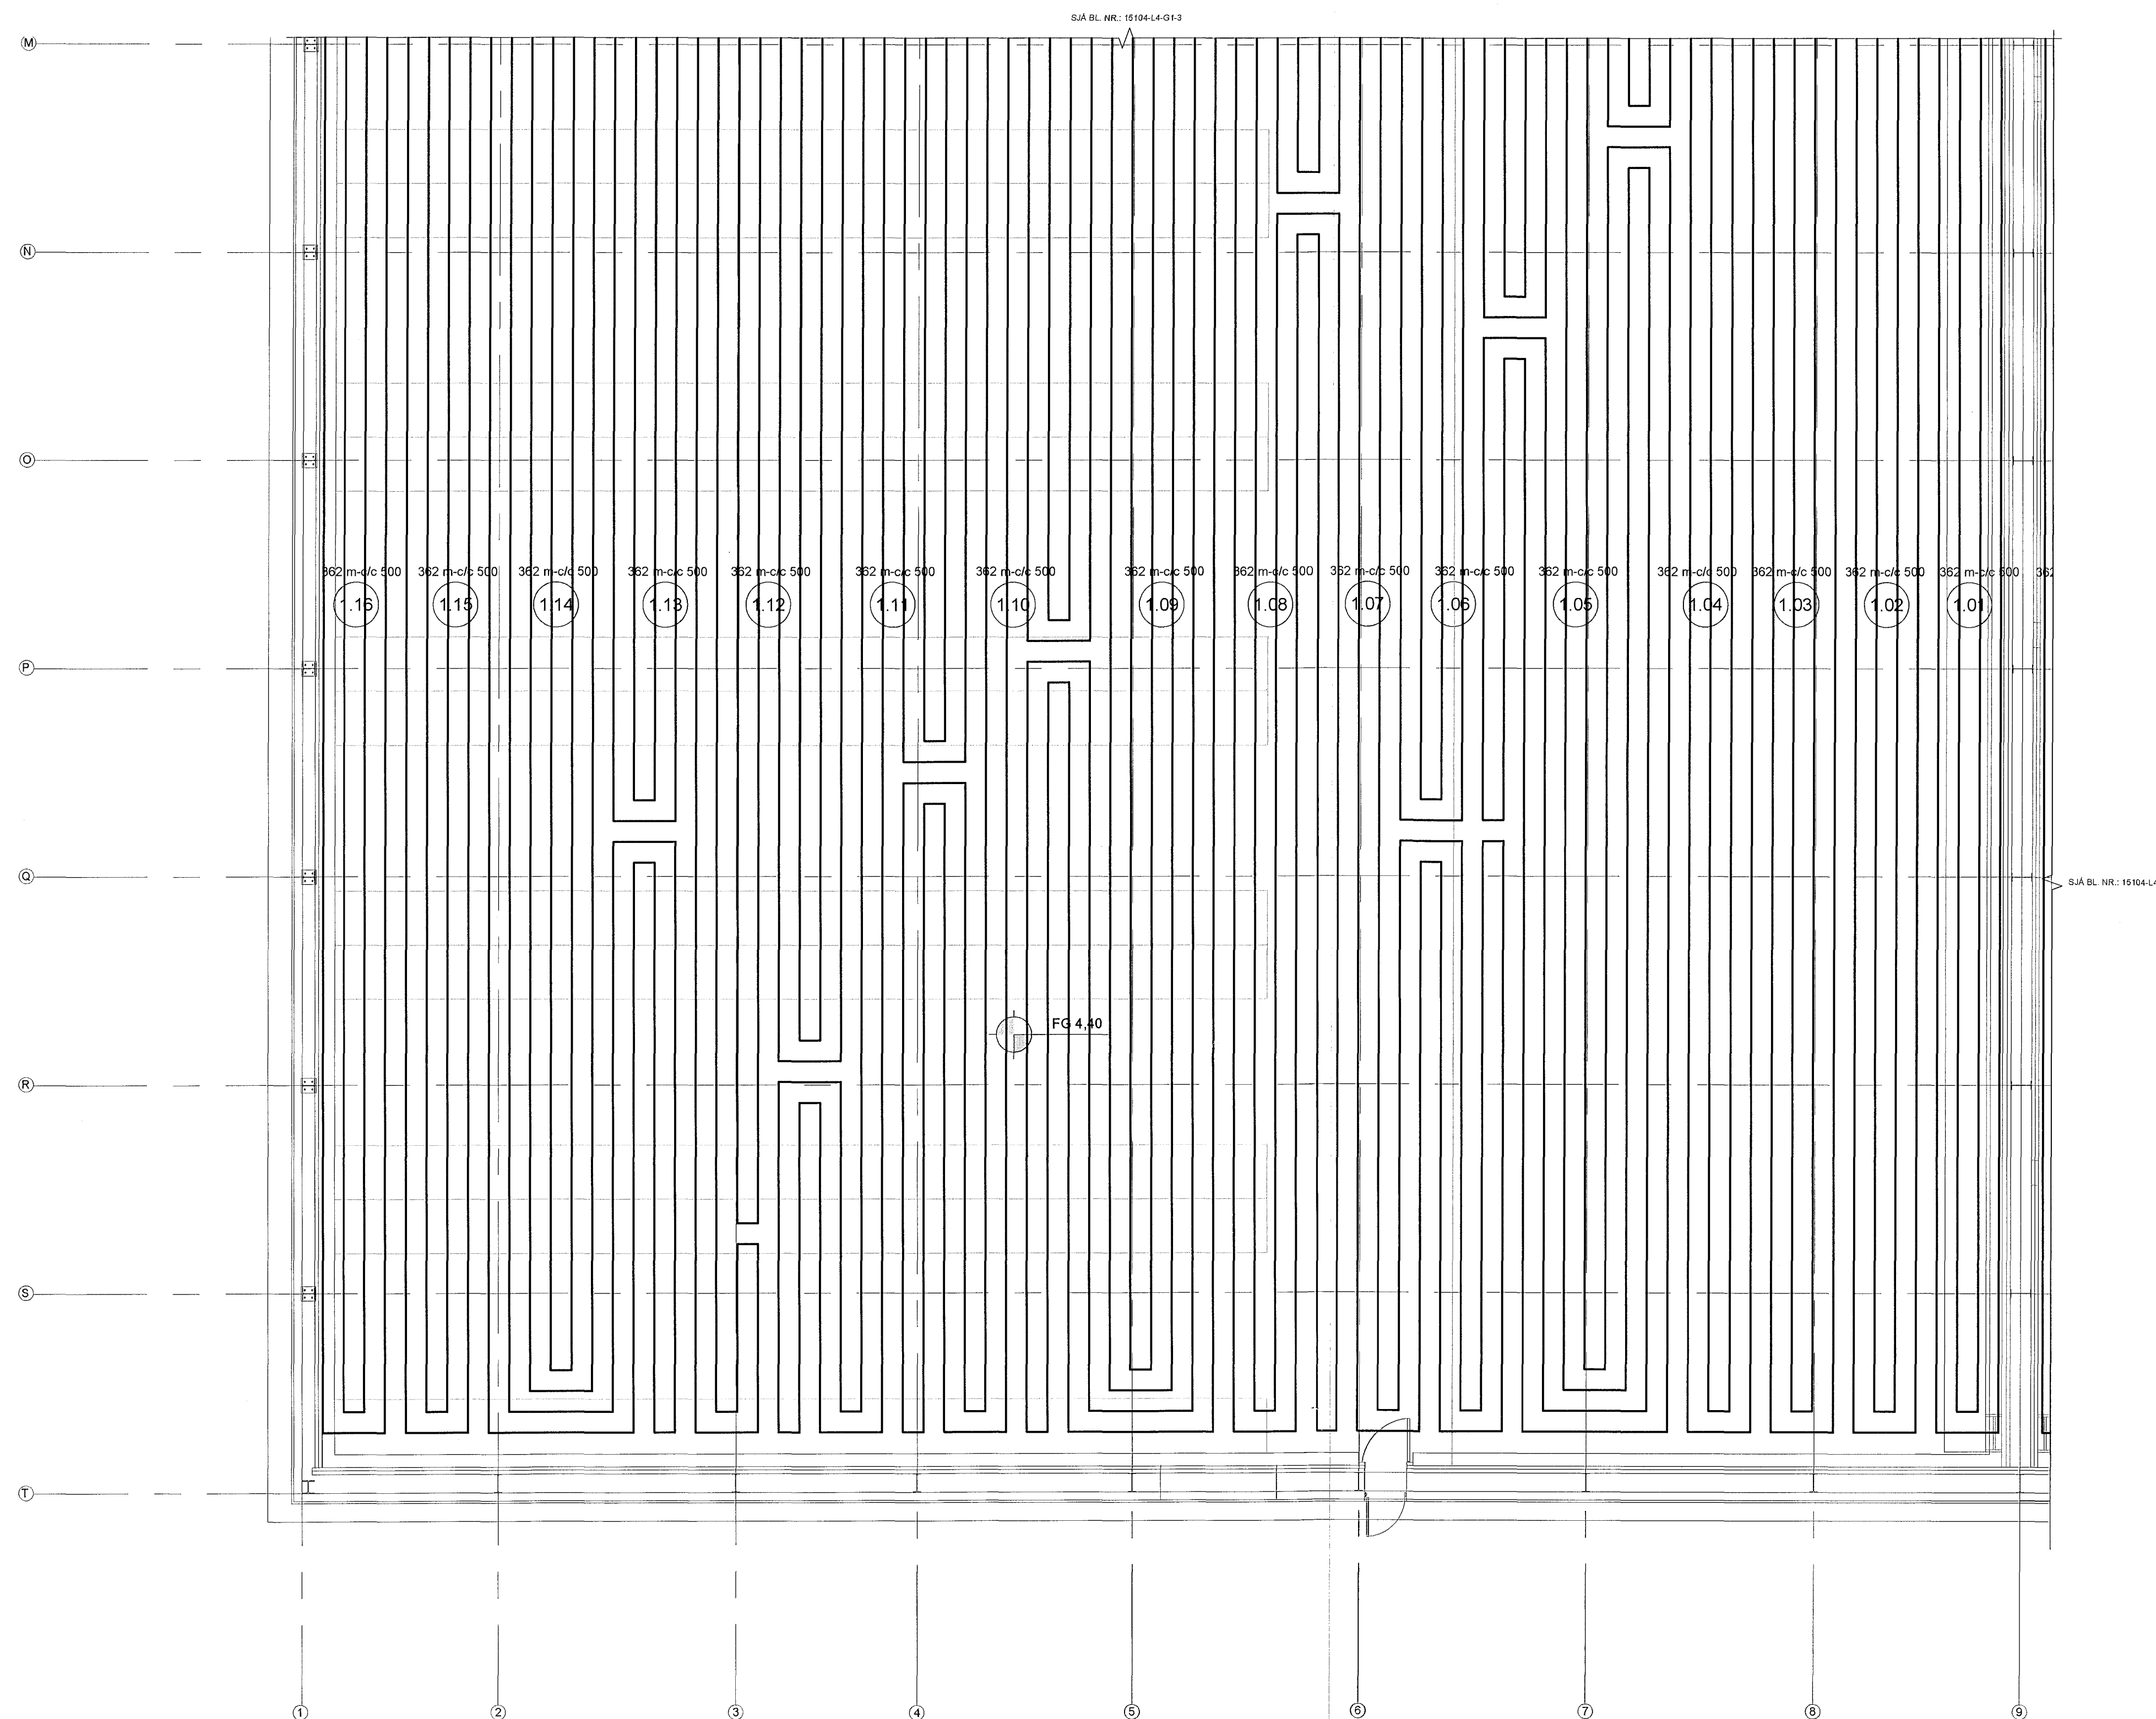 SJÁ BL. NR.: 15104-L4-G1-3
M
N
O
362 m-c/c 500 362 m-c/c 500 362 m-c/c 500 362 m-c/c 500 362 m-c/c 500 362 m-c/c 500 362 m-c/c 500 362 m-c/c 500 362 m-c/c 500 362 m-c/c 500 362 m-c/c 500 362 m-c/c 500 362 m-c/c 500 362 m-c/c 500 362 m-c/c 500 362 m-c/c 500 362
1.16 1.15 1.14 1.13 1.12 1.11 1.10 1.09 1.08 1.07 1.06 1.05 1.04 1.03 1.02 1.01
P
Q
SJÁ BL. NR.: 15104-L4
FG 4,40
R
S
T
1 2 3 4 5 6 7 8 9